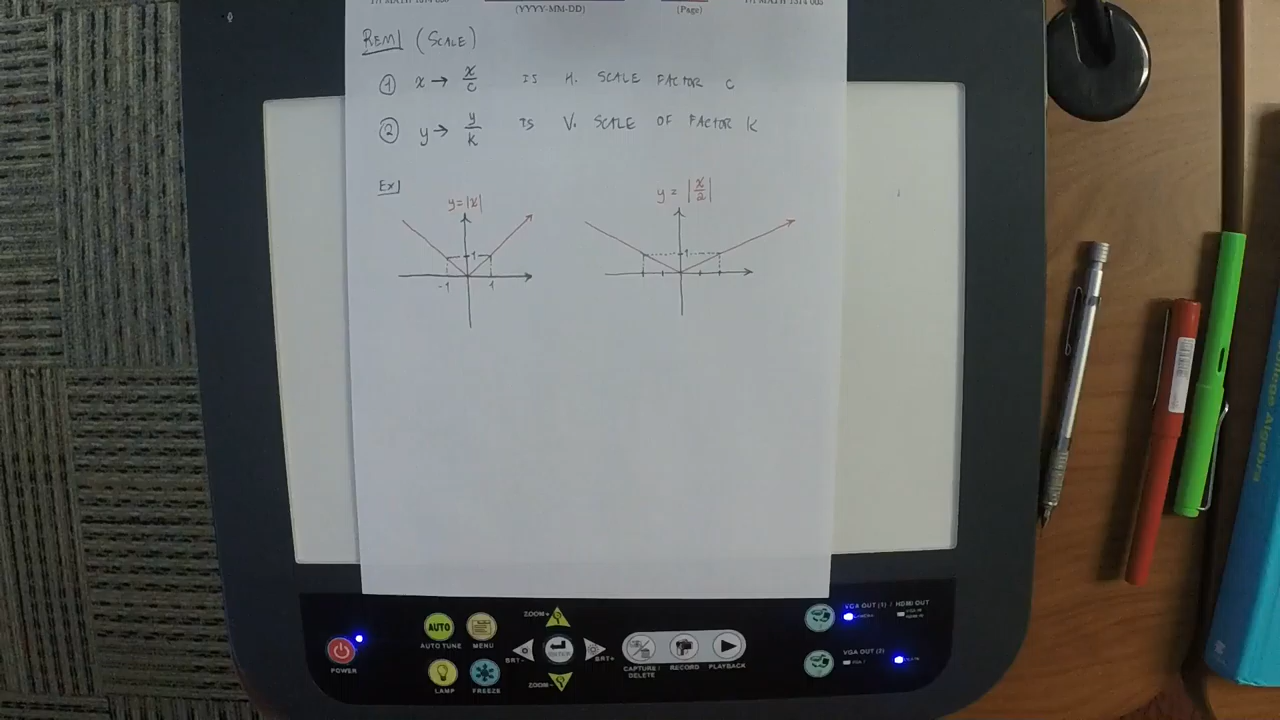 (YYYY-MM-DD) (Page)
REM (SCALE)
① x → x/c IS H. SCALE FACTOR C
② y → y/k IS V. SCALE OF FACTOR K
Ex
y=|x|
y = |x/2|
1
1
-1 1
College Algebra
ZOOM+
AUTO
AUTO TUNE MENU
BRT- ENTER BRT+
LAMP FREEZE
ZOOM-
POWER
CAPTURE / DELETE RECORD PLAYBACK
VGA OUT (1) / HDMI OUT
VGA OUT (2)